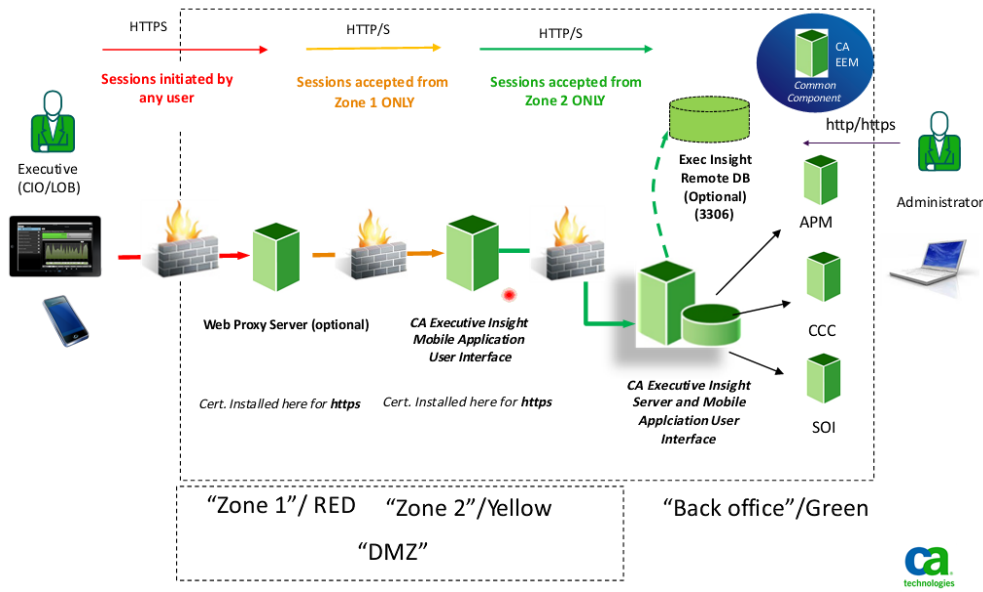 HTTPS
HTTP/S
HTTP/S
Sessions initiated by
any user
Sessions accepted from
Zone 1 ONLY
Sessions accepted from
Zone 2 ONLY
CA
EEM
Common
Component
http/https
Executive
(CIO/LOB)
Exec Insight
Remote DB
(Optional)
(3306)
APM
Administrator
Web Proxy Server (optional)
CA Executive Insight
Mobile Application
User Interface
CCC
Cert. Installed here for https
Cert. Installed here for https
CA Executive Insight
Server and Mobile
Applciation User
Interface
SOI
“Zone 1”/ RED
“Zone 2”/Yellow
“Back office”/Green
“DMZ”
ca
technologies